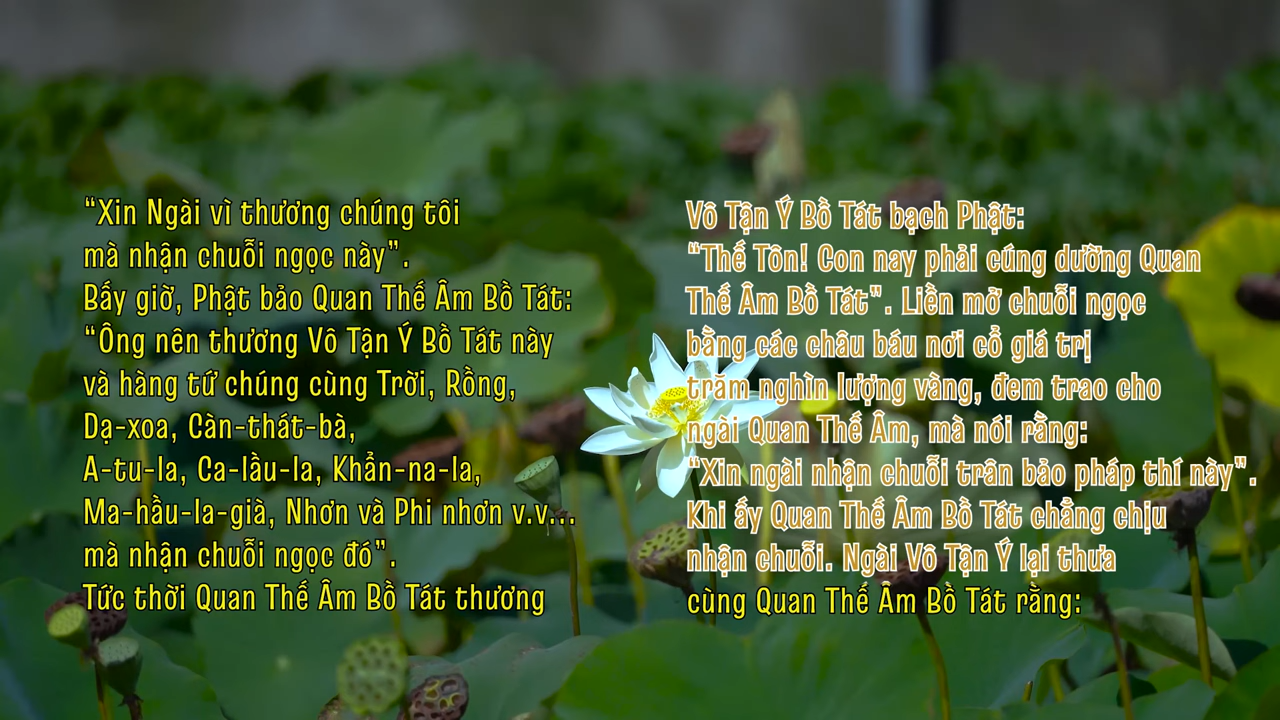 “Xin Ngài vì thương chúng tôi
mà nhận chuỗi ngọc này”.
Bấy giờ, Phật bảo Quan Thế Âm Bồ Tát:
“Ông nên thương Vô Tận Ý Bồ Tát này
và hàng tứ chúng cùng Trời, Rồng,
Dạ-xoa, Càn-thát-bà,
A-tu-la, Ca-lầu-la, Khẩn-na-la,
Ma-hầu-la-già, Nhơn và Phi nhơn v.v...
mà nhận chuỗi ngọc đó”.
Tức thời Quan Thế Âm Bồ Tát thương
Vô Tận Ý Bồ Tát bạch Phật:
“Thế Tôn! Con nay phải cúng dường Quan
Thế Âm Bồ Tát”. Liền mở chuỗi ngọc
bằng các châu báu nơi cổ giá trị
trăm nghìn lượng vàng, đem trao cho
ngài Quan Thế Âm, mà nói rằng:
“Xin ngài nhận chuỗi trân bảo pháp thí này”.
Khi ấy Quan Thế Âm Bồ Tát chẳng chịu
nhận chuỗi. Ngài Vô Tận Ý lại thưa
cùng Quan Thế Âm Bồ Tát rằng: